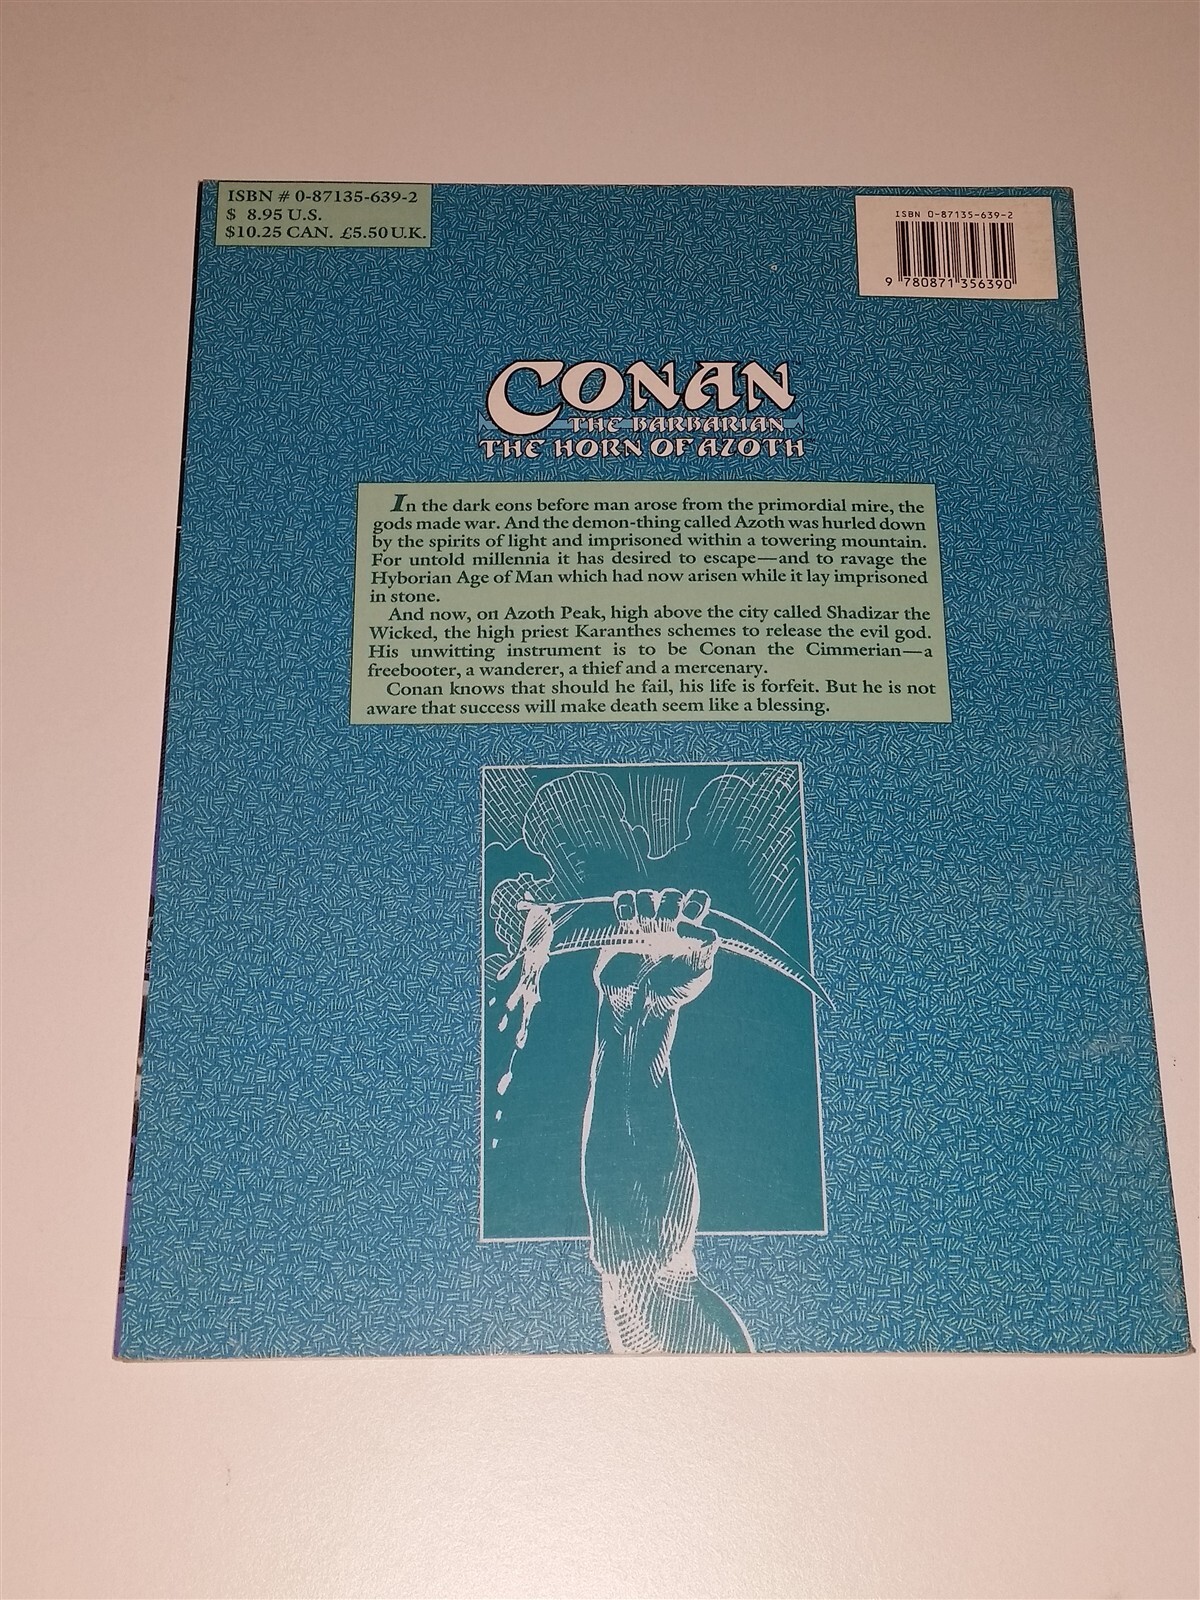 ISBN # 0-87135-639-2
$ 8.95 U.S.
$10.25 CAN. £5.50 U.K.
ISBN 0-87135-639-2
9 780871 356390
CONAN
THE BARBARIAN
THE HORN OF AZOTH
In the dark eons before man arose from the primordial mire, the
gods made war. And the demon-thing called Azoth was hurled down
by the spirits of light and imprisoned within a towering mountain.
For untold millennia it has desired to escape—and to ravage the
Hyborian Age of Man which had now arisen while it lay imprisoned
in stone.
And now, on Azoth Peak, high above the city called Shadizar the
Wicked, the high priest Karanthes schemes to release the evil god.
His unwitting instrument is to be Conan the Cimmerian—a
freebooter, a wanderer, a thief and a mercenary.
Conan knows that should he fail, his life is forfeit. But he is not
aware that success will make death seem like a blessing.